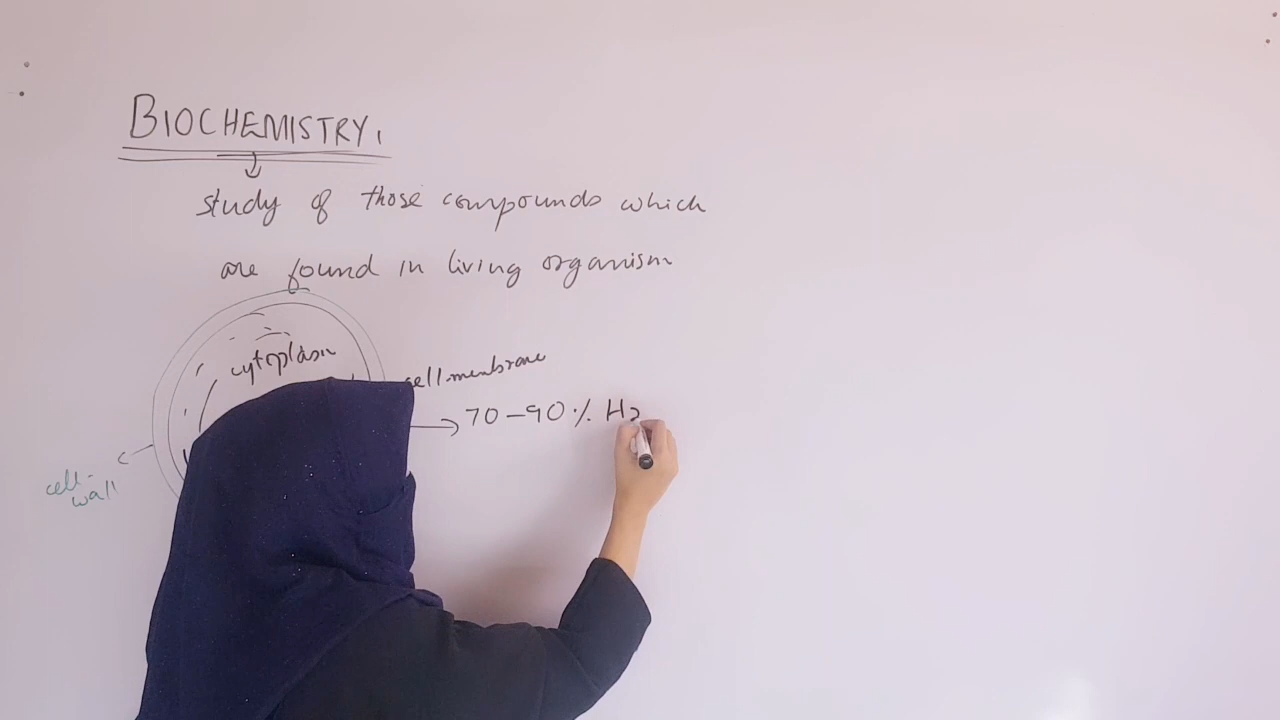 BIOCHEMISTRY,
study of those compounds which
are found in living organism
cytoplasm
cell membrane
70-90% H2
cell-
wall